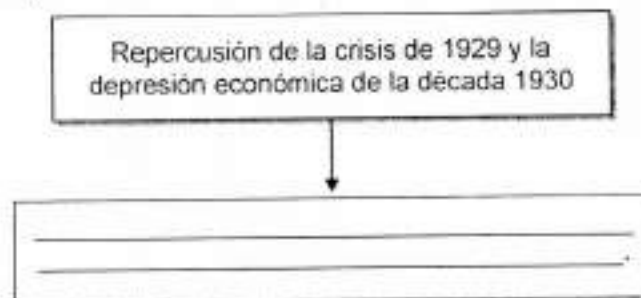 Repercusión de la crisis de 1929 y la
depresión económica de la década 1930